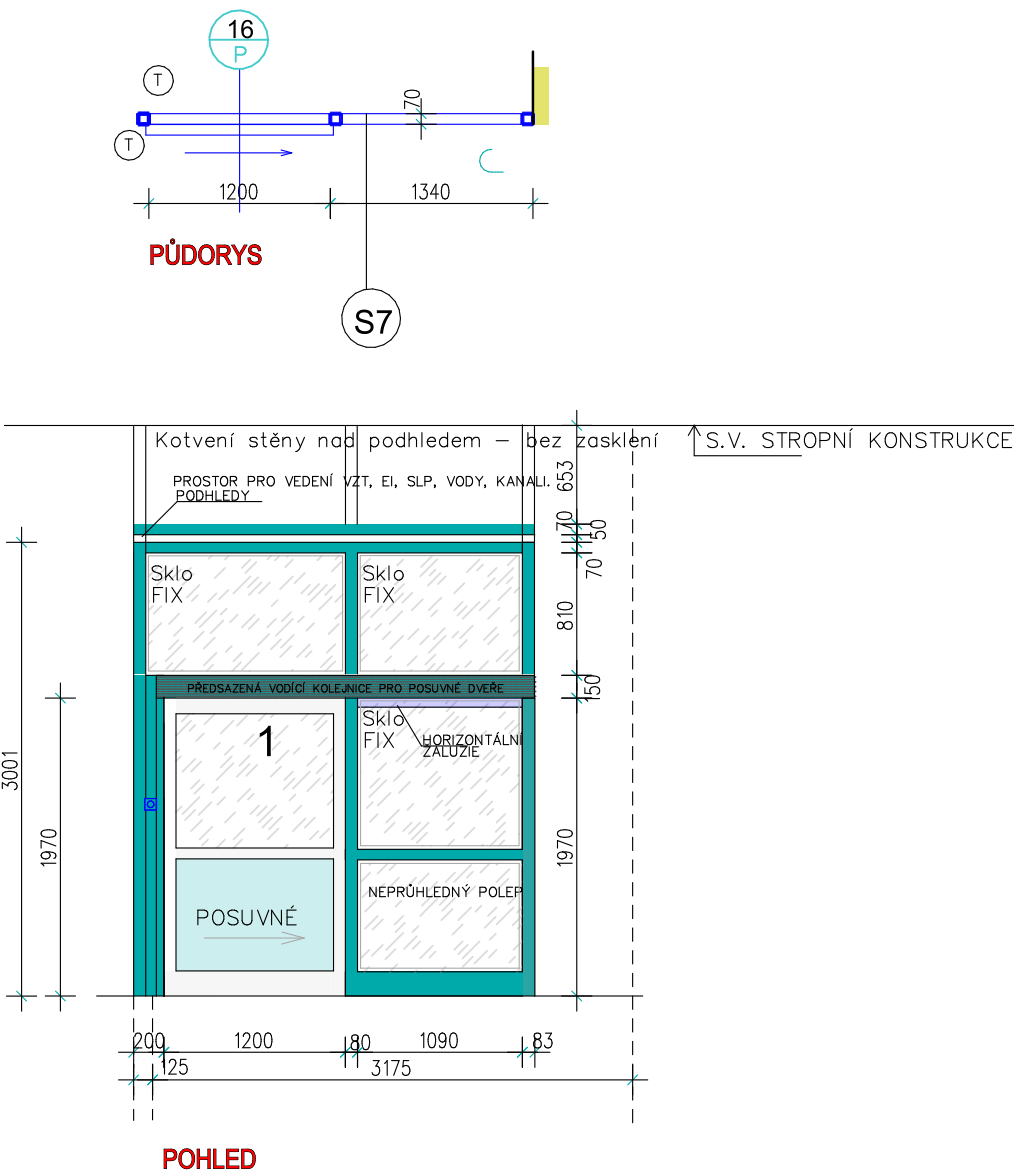 16
P
T
T
70
1200
1340
PŮDORYS
S7
Kotvení stěny nad podhledem – bez zasklení
S.V. STROPNÍ KONSTRUKCE
PROSTOR PRO VEDENÍ VZT, EI, SLP, VODY, KANALI.
PODHLEDY
653
70
50
70
Sklo
FIX
Sklo
FIX
810
PŘEDSAZENÁ VODÍCÍ KOLEJNICE PRO POSUVNÉ DVEŘE
150
1
Sklo
FIX
HORIZONTÁLNÍ
ŽALUZIE
3001
1970
1970
NEPRŮHLEDNÝ POLEP
POSUVNÉ
200
1200
80
1090
83
125
3175
POHLED